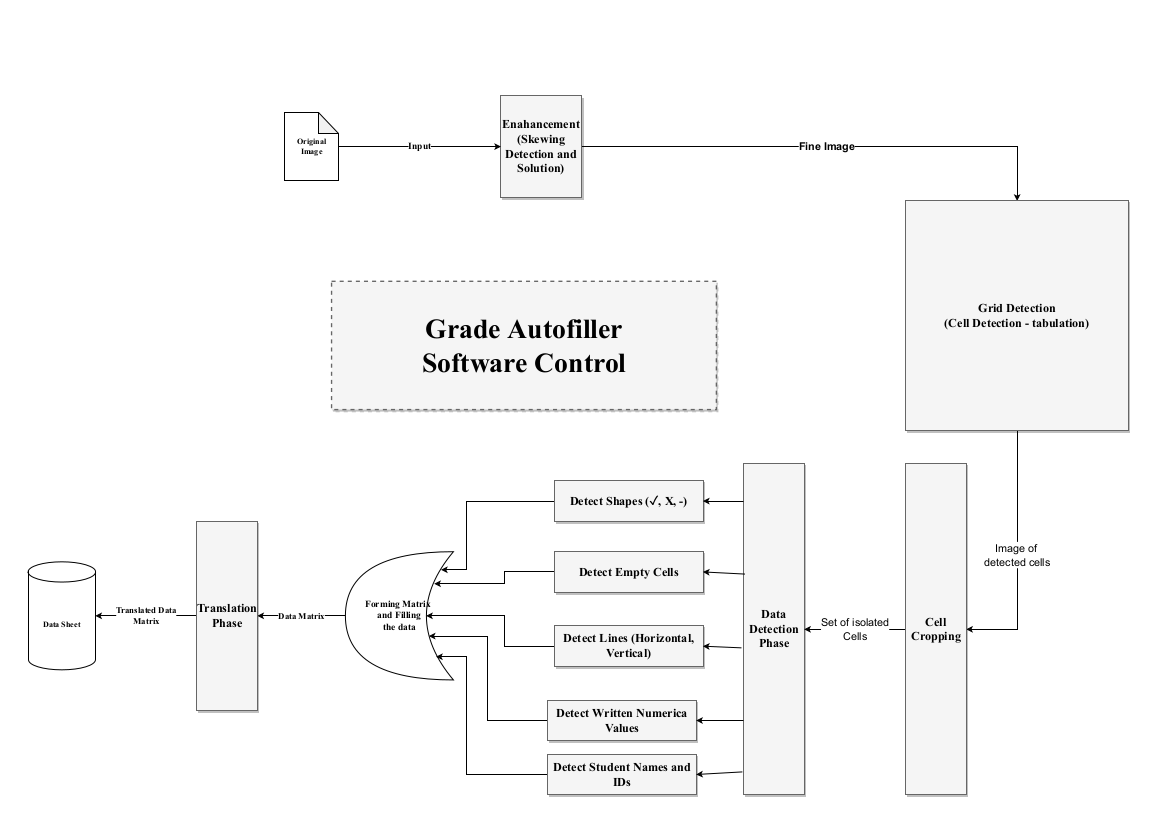 Original
Image
Input
Enahancement
(Skewing
Detection and
Solution)
Fine Image
Grid Detection
(Cell Detection - tabulation)
Grade Autofiller
Software Control
Image of
detected cells
Cell
Cropping
Set of isolated
Cells
Data
Detection
Phase
Detect Shapes (✓, X, -)
Detect Empty Cells
Detect Lines (Horizontal,
Vertical)
Detect Written Numerica
Values
Detect Student Names and
IDs
Forming Matrix
and Filling
the data
Data Matrix
Translation
Phase
Translated Data
Matrix
Data Sheet